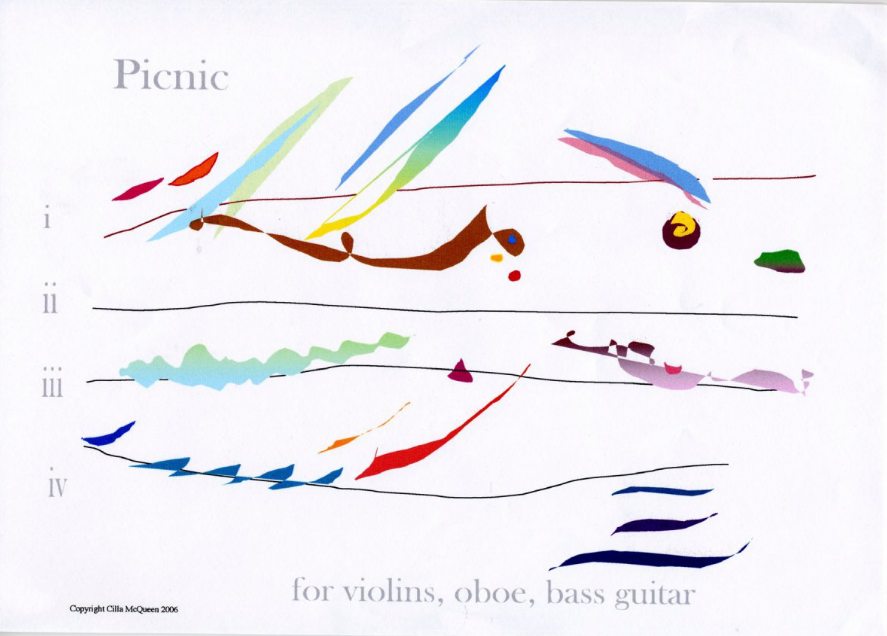 Picnic
i
ii
iii
iv
for violins, oboe, bass guitar
Copyright Cilla McQueen 2006